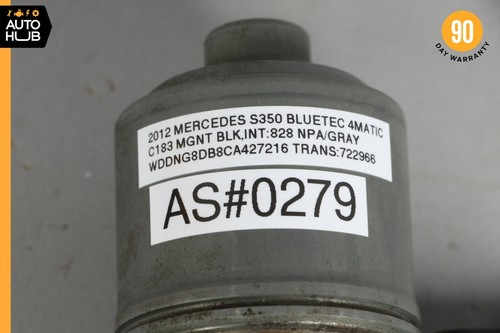 AUTO
HUB
90
DAY WARRANTY
2012 MERCEDES S350 BLUETEC 4MATIC
C183 MGNT BLK,INT:828 NPA/GRAY
WDDNG8DB8CA427216 TRANS:722966
AS#0279